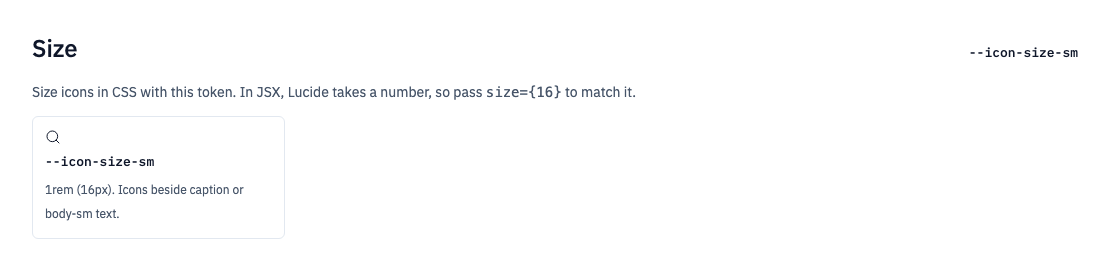 Size
--icon-size-sm
Size icons in CSS with this token. In JSX, Lucide takes a number, so pass size={16} to match it.
--icon-size-sm
1rem (16px). Icons beside caption or
body-sm text.